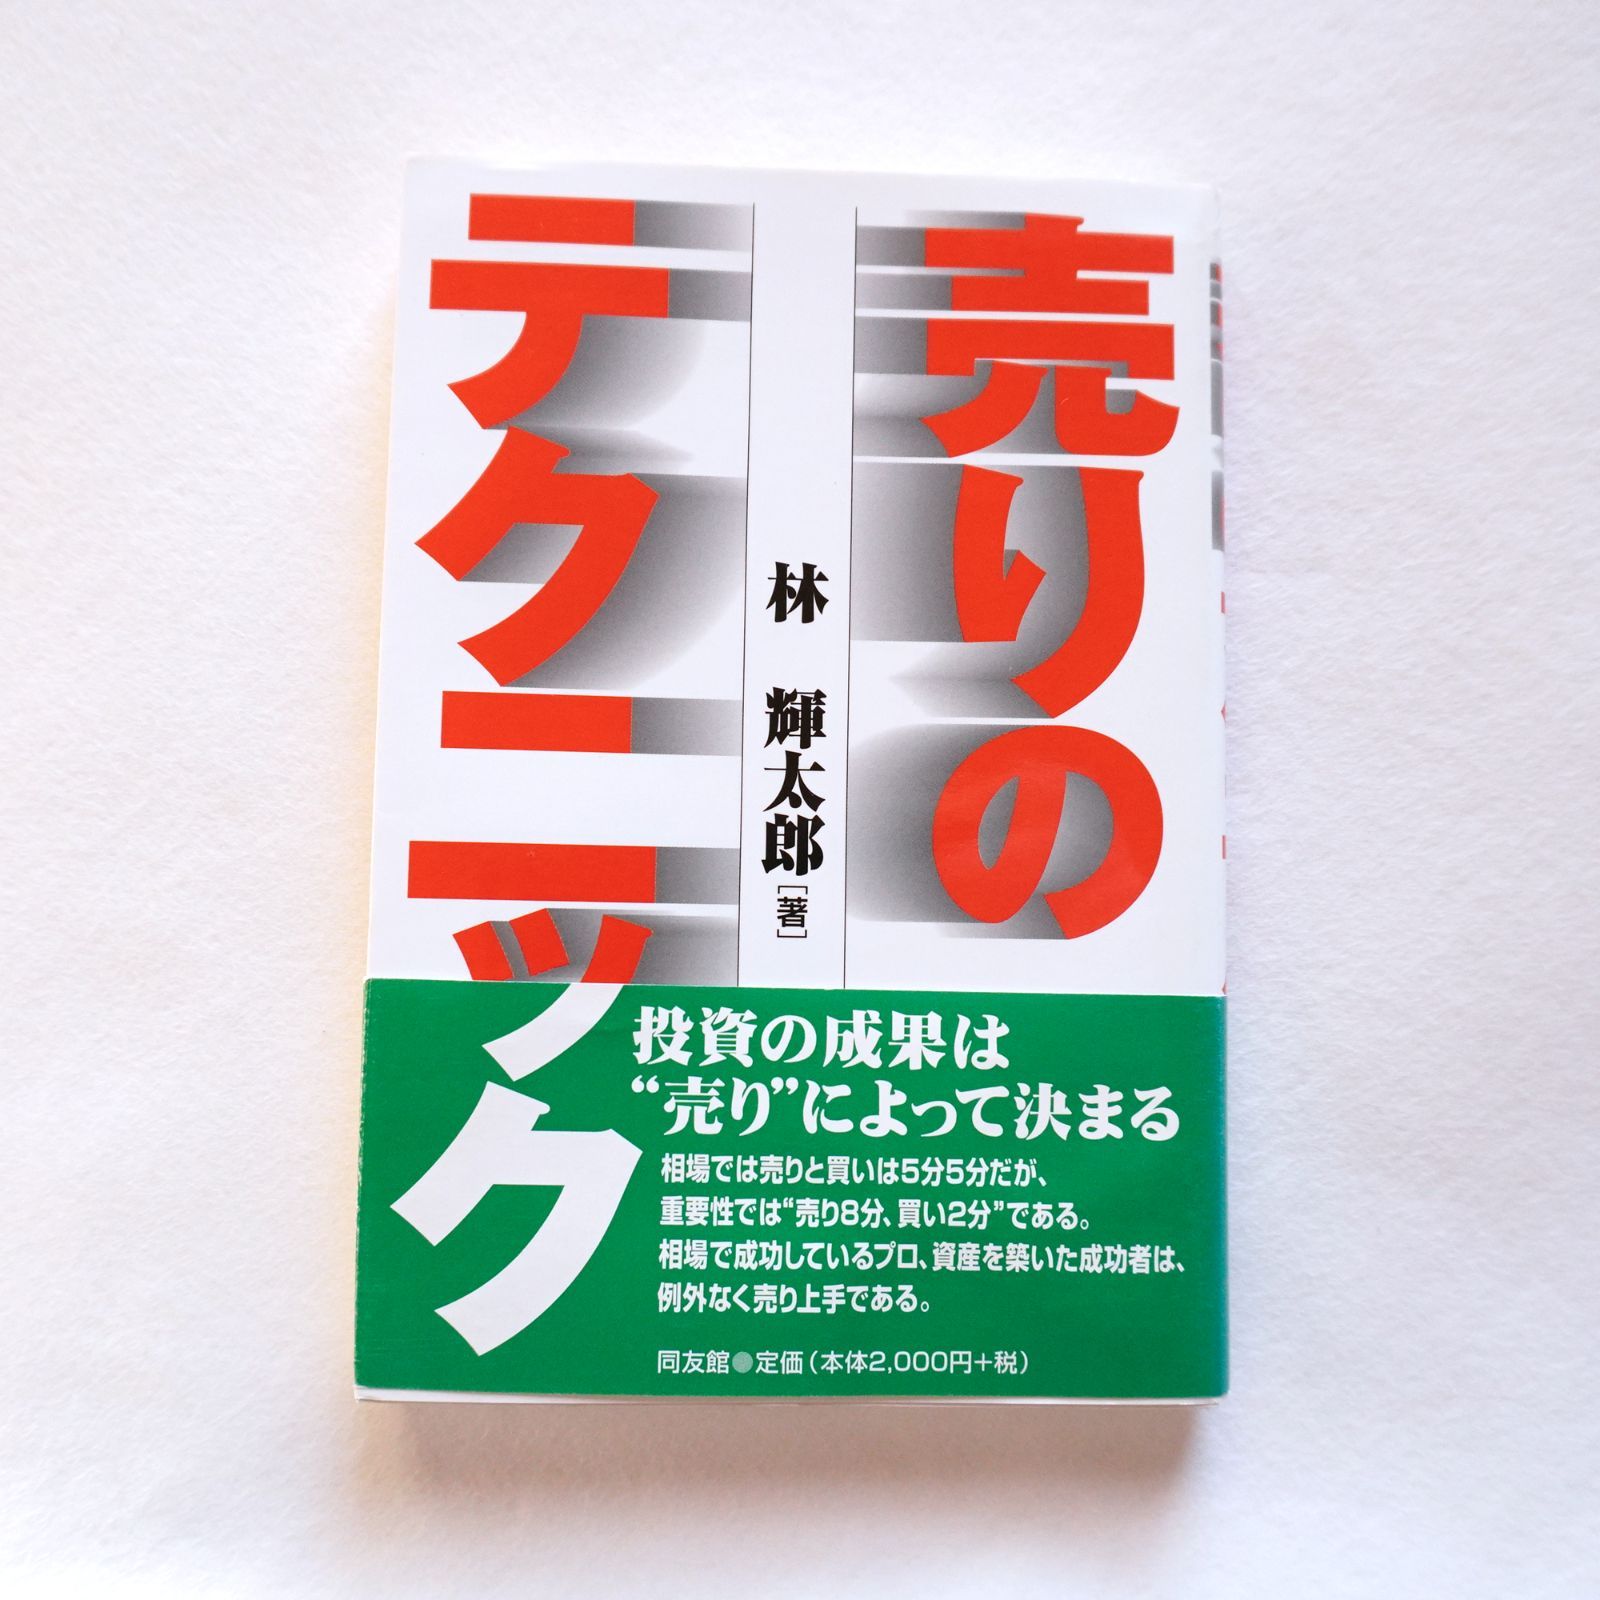 売りの
テクニック
林 輝太郎[著]
投資の成果は
“売り”によって決まる
相場では売りと買いは5分5分だが、
重要性では“売り8分、買い2分”である。
相場で成功しているプロ、資産を築いた成功者は、
例外なく売り上手である。
同友館●定価(本体2,000円+税)